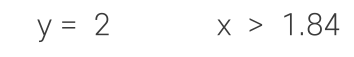 y = 2 x > 1.84